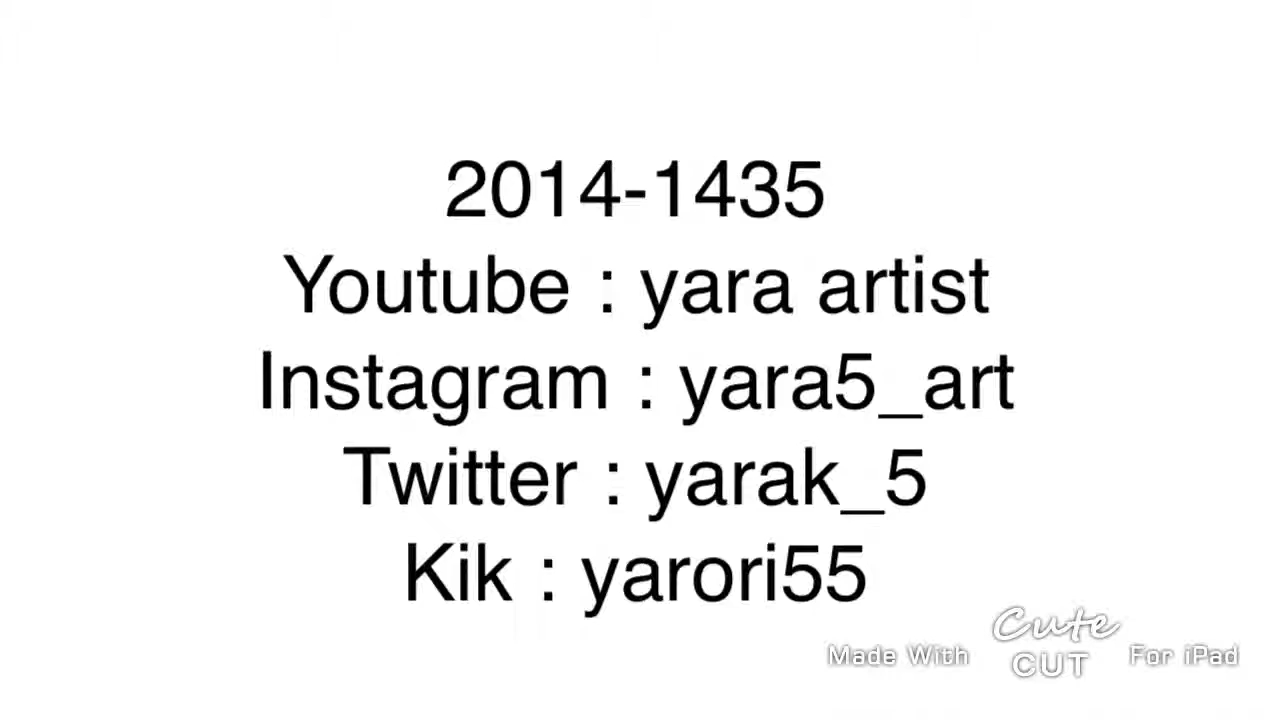 2014-1435
Youtube : yara artist
Instagram : yara5_art
Twitter : yarak_5
Kik : yarori55
Made With Cute CUT For iPad